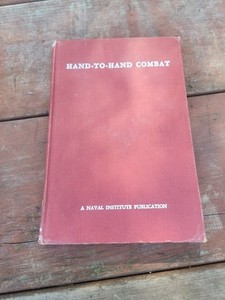 HAND-TO-HAND COMBAT
A NAVAL INSTITUTE PUBLICATION